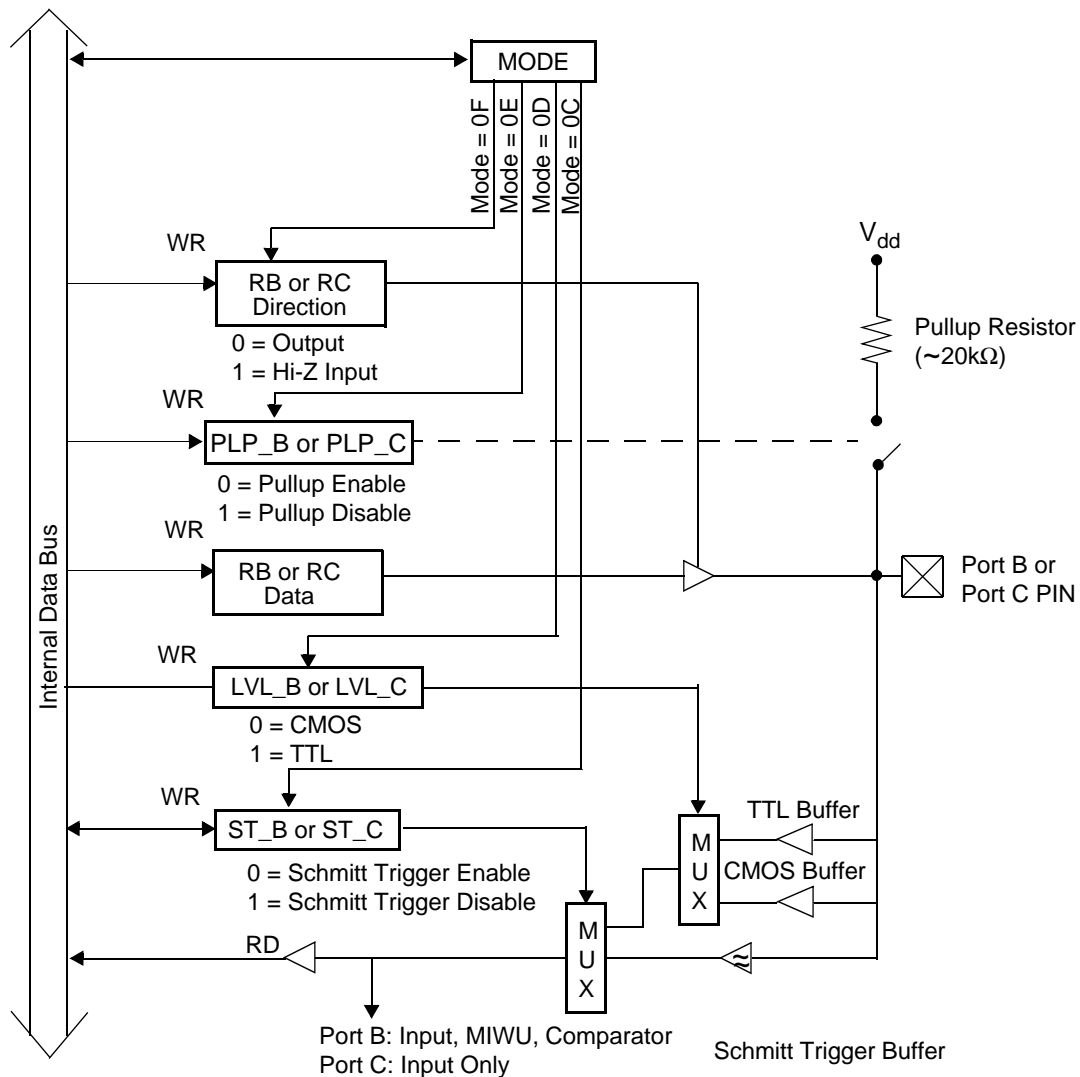 MODE
Mode = 0F
Mode = 0E
Mode = 0D
Mode = 0C
WR
RB or RC
Direction
0 = Output
1 = Hi-Z Input
Vdd
Pullup Resistor
(~20kΩ)
WR
PLP_B or PLP_C
0 = Pullup Enable
1 = Pullup Disable
WR
RB or RC
Data
Port B or
Port C PIN
Internal Data Bus
WR
LVL_B or LVL_C
0 = CMOS
1 = TTL
WR
ST_B or ST_C
0 = Schmitt Trigger Enable
1 = Schmitt Trigger Disable
MUX
TTL Buffer
CMOS Buffer
MUX
RD
≈
Port B: Input, MIWU, Comparator
Port C: Input Only
Schmitt Trigger Buffer